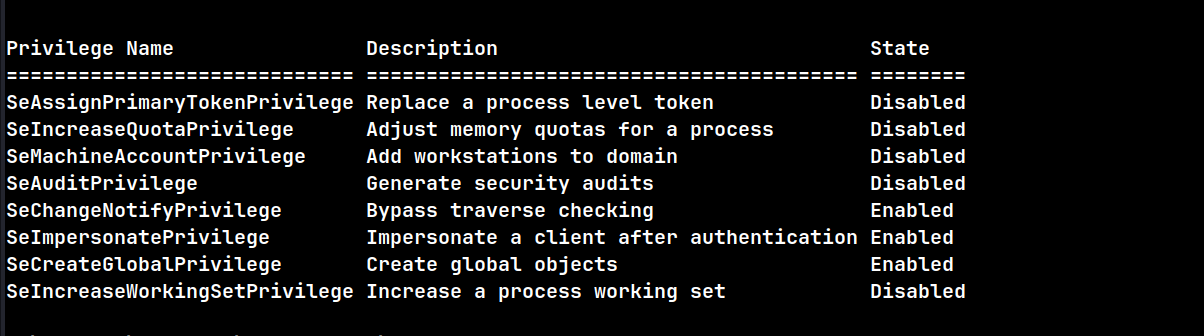 Privilege Name                Description                               State
============================= ========================================= ========
SeAssignPrimaryTokenPrivilege Replace a process level token             Disabled
SeIncreaseQuotaPrivilege      Adjust memory quotas for a process        Disabled
SeMachineAccountPrivilege     Add workstations to domain                Disabled
SeAuditPrivilege              Generate security audits                  Disabled
SeChangeNotifyPrivilege       Bypass traverse checking                  Enabled
SeImpersonatePrivilege        Impersonate a client after authentication Enabled
SeCreateGlobalPrivilege       Create global objects                     Enabled
SeIncreaseWorkingSetPrivilege Increase a process working set            Disabled